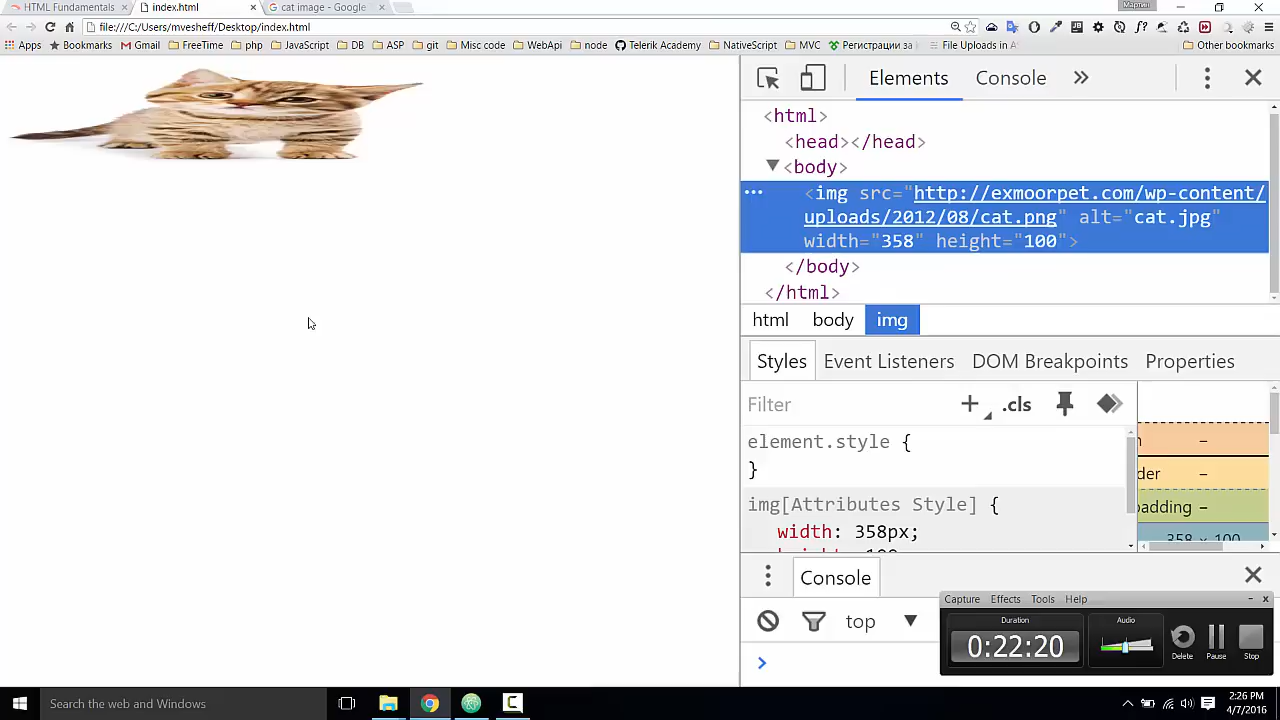 HTML Fundamentals
index.html
cat image - Google
Мартин
file:///C:/Users/mvesheff/Desktop/index.html
Apps Bookmarks Gmail FreeTime php JavaScript DB ASP git Misc code WebApi node Telerik Academy NativeScript MVC Регистрации за File Uploads in A Other bookmarks
Elements Console »
<html>
<head></head>
<body>
<img src="http://exmoorpet.com/wp-content/
uploads/2012/08/cat.png" alt="cat.jpg"
width="358" height="100">
</body>
</html>
html body img
Styles Event Listeners DOM Breakpoints Properties
Filter
+ .cls
element.style {
}
img[Attributes Style] {
width: 358px;
der –
padding –
358 × 100
Console
top
Capture Effects Tools Help
Duration
0:22:20
Audio
Delete Pause Stop
Search the web and Windows
2:26 PM
4/7/2016